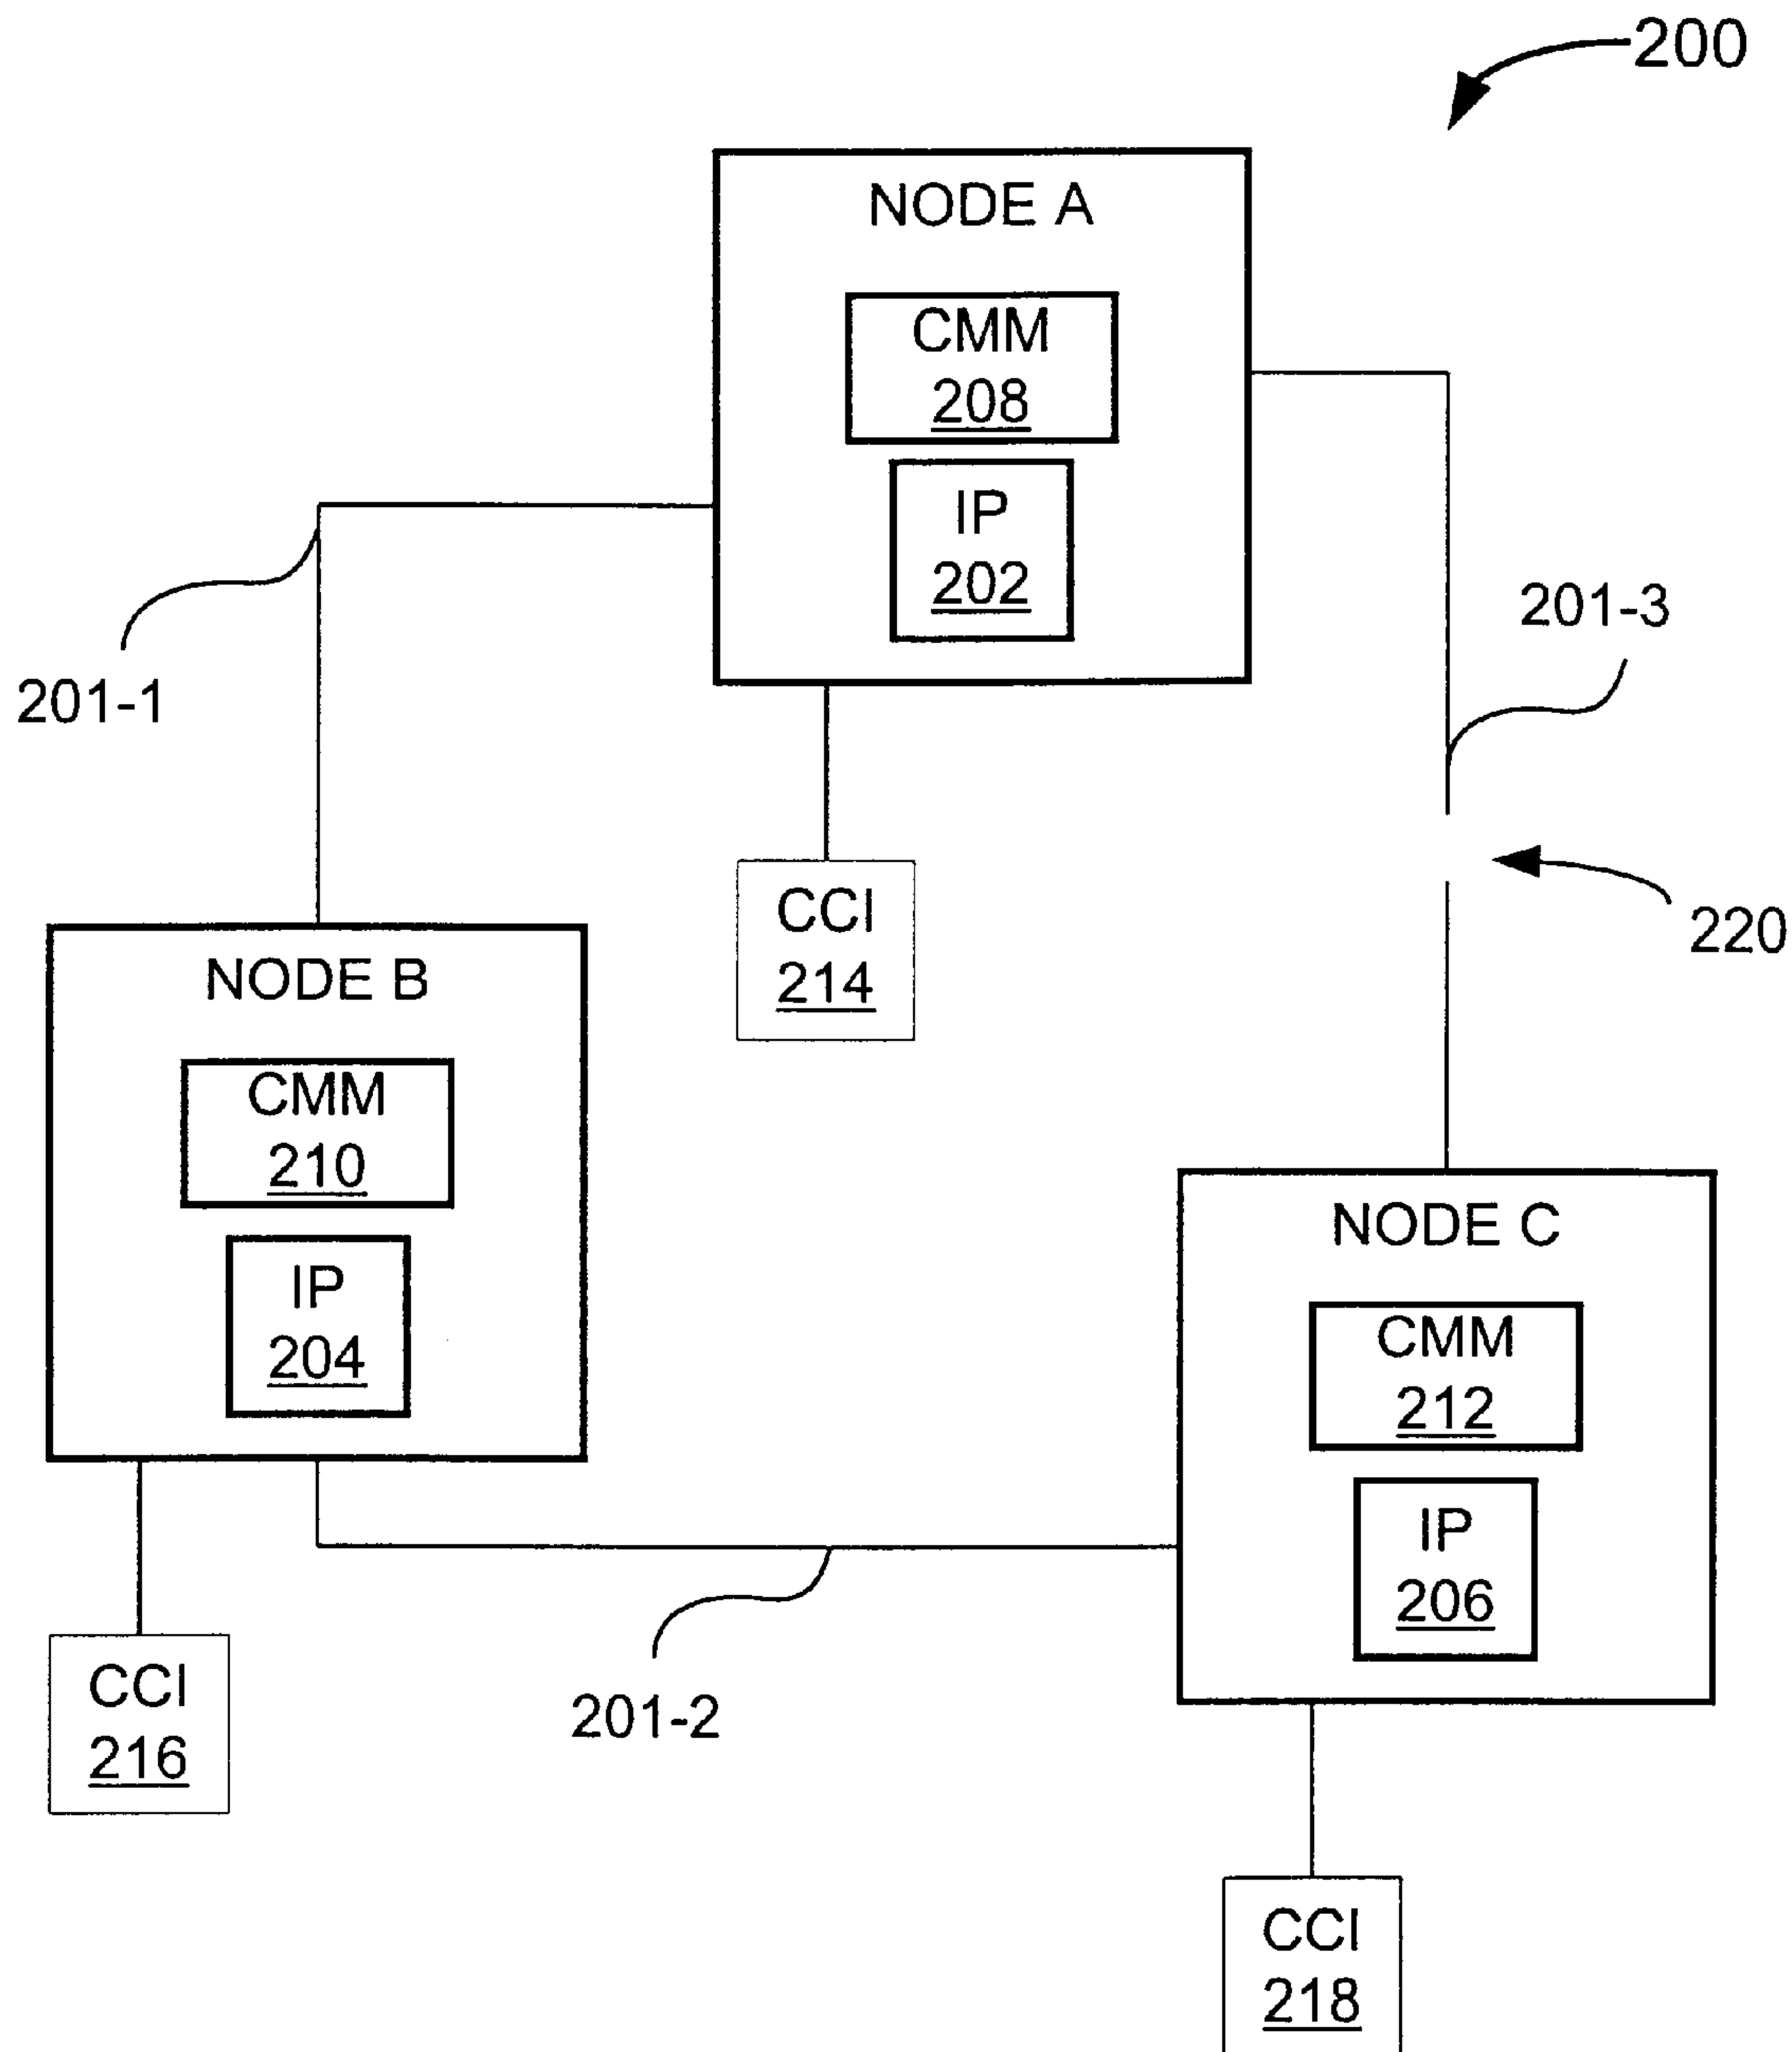 200
NODE A
CMM
208
IP
202
201-3
201-1
CCI
214
220
NODE B
CMM
210
IP
204
NODE C
CMM
212
IP
206
CCI
216
201-2
CCI
218